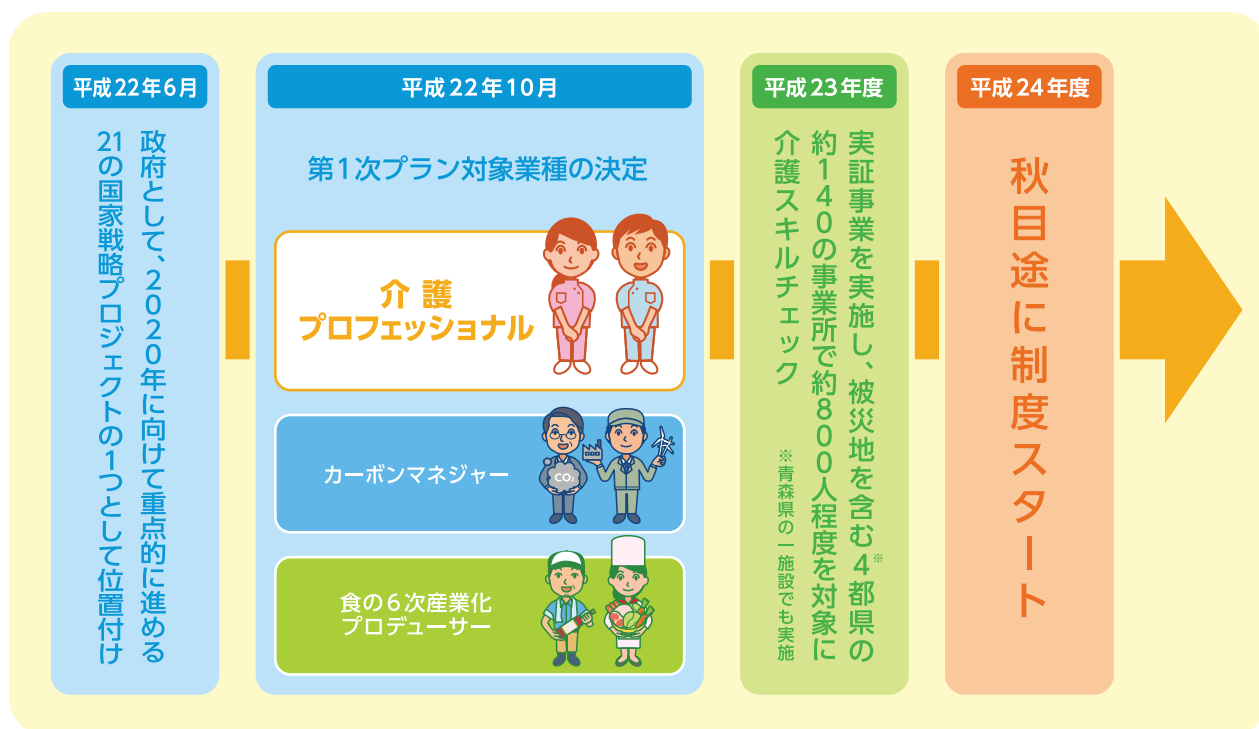 平成22年6月
政府として、2020年に向けて重点的に進める
21の国家戦略プロジェクトの1つとして位置付け
平成22年10月
第1次プラン対象業種の決定
介護
プロフェッショナル
カーボンマネジャー
CO₂
食の6次産業化
プロデューサー
平成23年度
実証事業を実施し、被災地を含む4都県※の
約140の事業所で約800人程度を対象に
介護スキルチェック
※青森県の一施設でも実施
平成24年度
秋目途に制度スタート